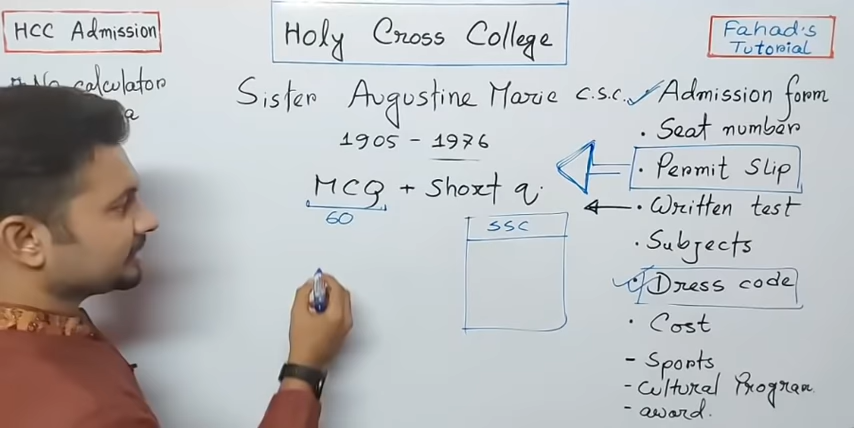 HCC Admission
Holy Cross College
Fahad's
Tutorial
No calculator
Sister Augustine Marie c.s.c.
1905 - 1976
MCQ + Short q.
60
SSC
✓ Admission form
• Seat number
• Permit Slip
• Written test
• Subjects
• Dress code
• Cost
- Sports
- Cultural Program
- award.